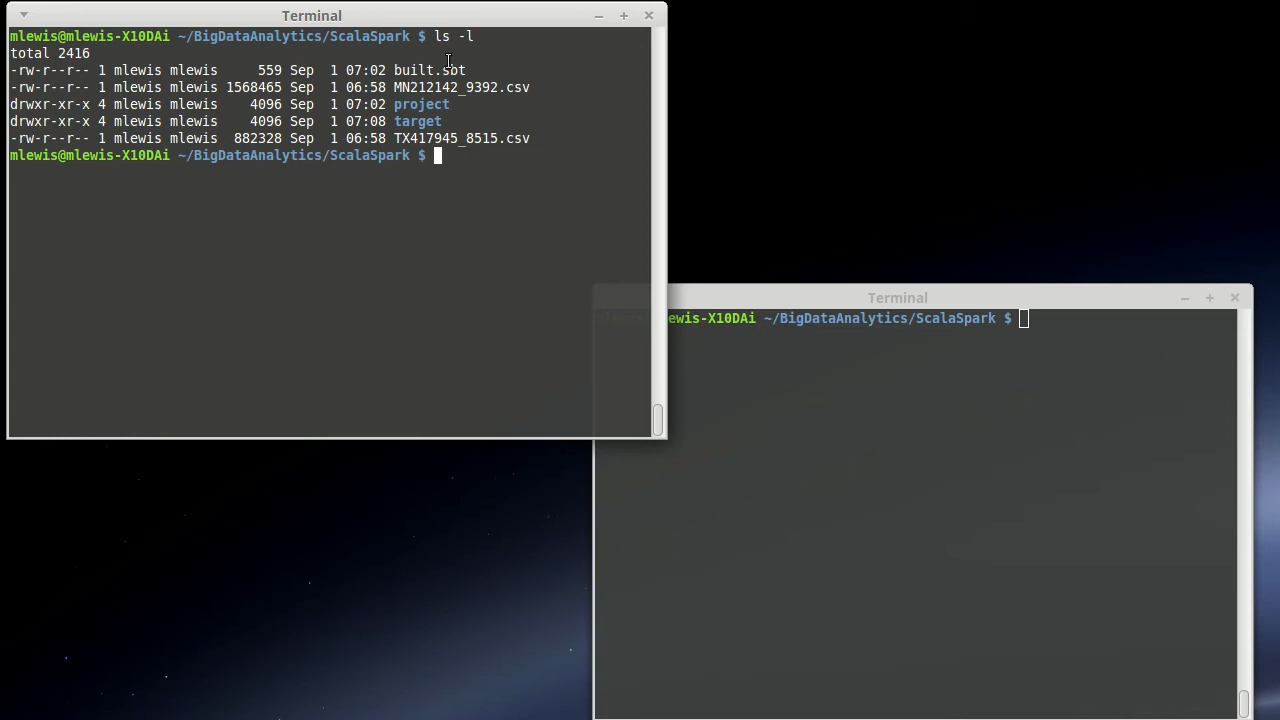 Terminal
mlewis@mlewis-X10DAi ~/BigDataAnalytics/ScalaSpark $ ls -l
total 2416
-rw-r--r-- 1 mlewis mlewis     559 Sep  1 07:02 built.sbt
-rw-r--r-- 1 mlewis mlewis 1568465 Sep  1 06:58 MN212142_9392.csv
drwxr-xr-x 4 mlewis mlewis    4096 Sep  1 07:02 project
drwxr-xr-x 4 mlewis mlewis    4096 Sep  1 07:08 target
-rw-r--r-- 1 mlewis mlewis  882328 Sep  1 06:58 TX417945_8515.csv
mlewis@mlewis-X10DAi ~/BigDataAnalytics/ScalaSpark $
Terminal
ewis-X10DAi ~/BigDataAnalytics/ScalaSpark $